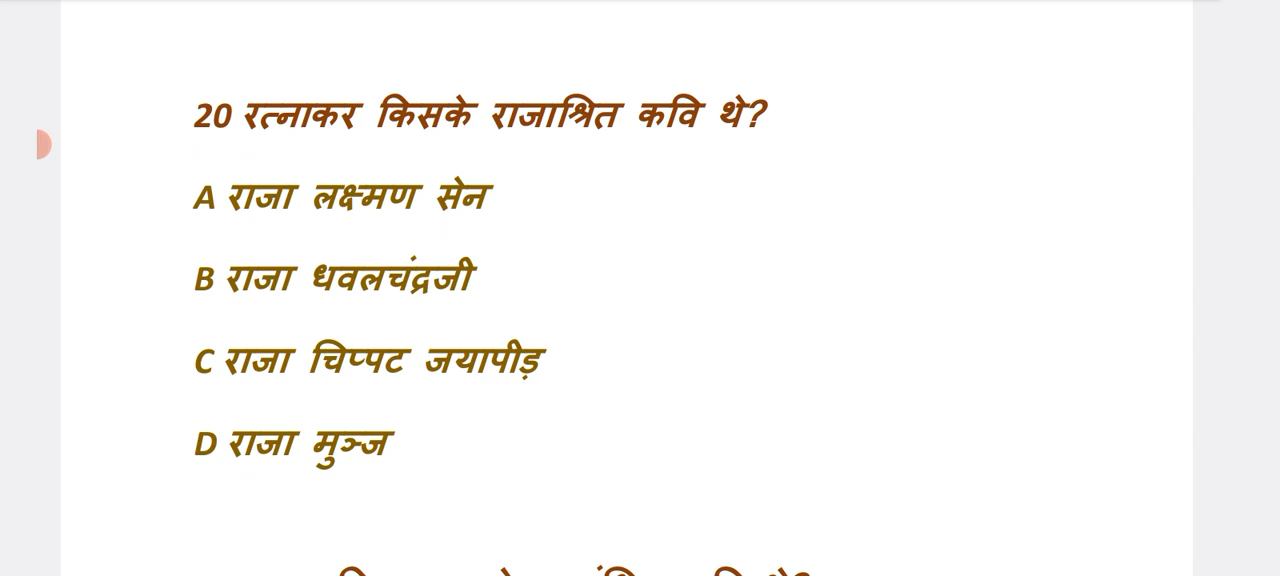 20 रत्नाकर किसके राजाश्रित कवि थे?
A राजा लक्ष्मण सेन
B राजा धवलचंद्रजी
C राजा चिप्पट जयापीड़
D राजा मुञ्ज